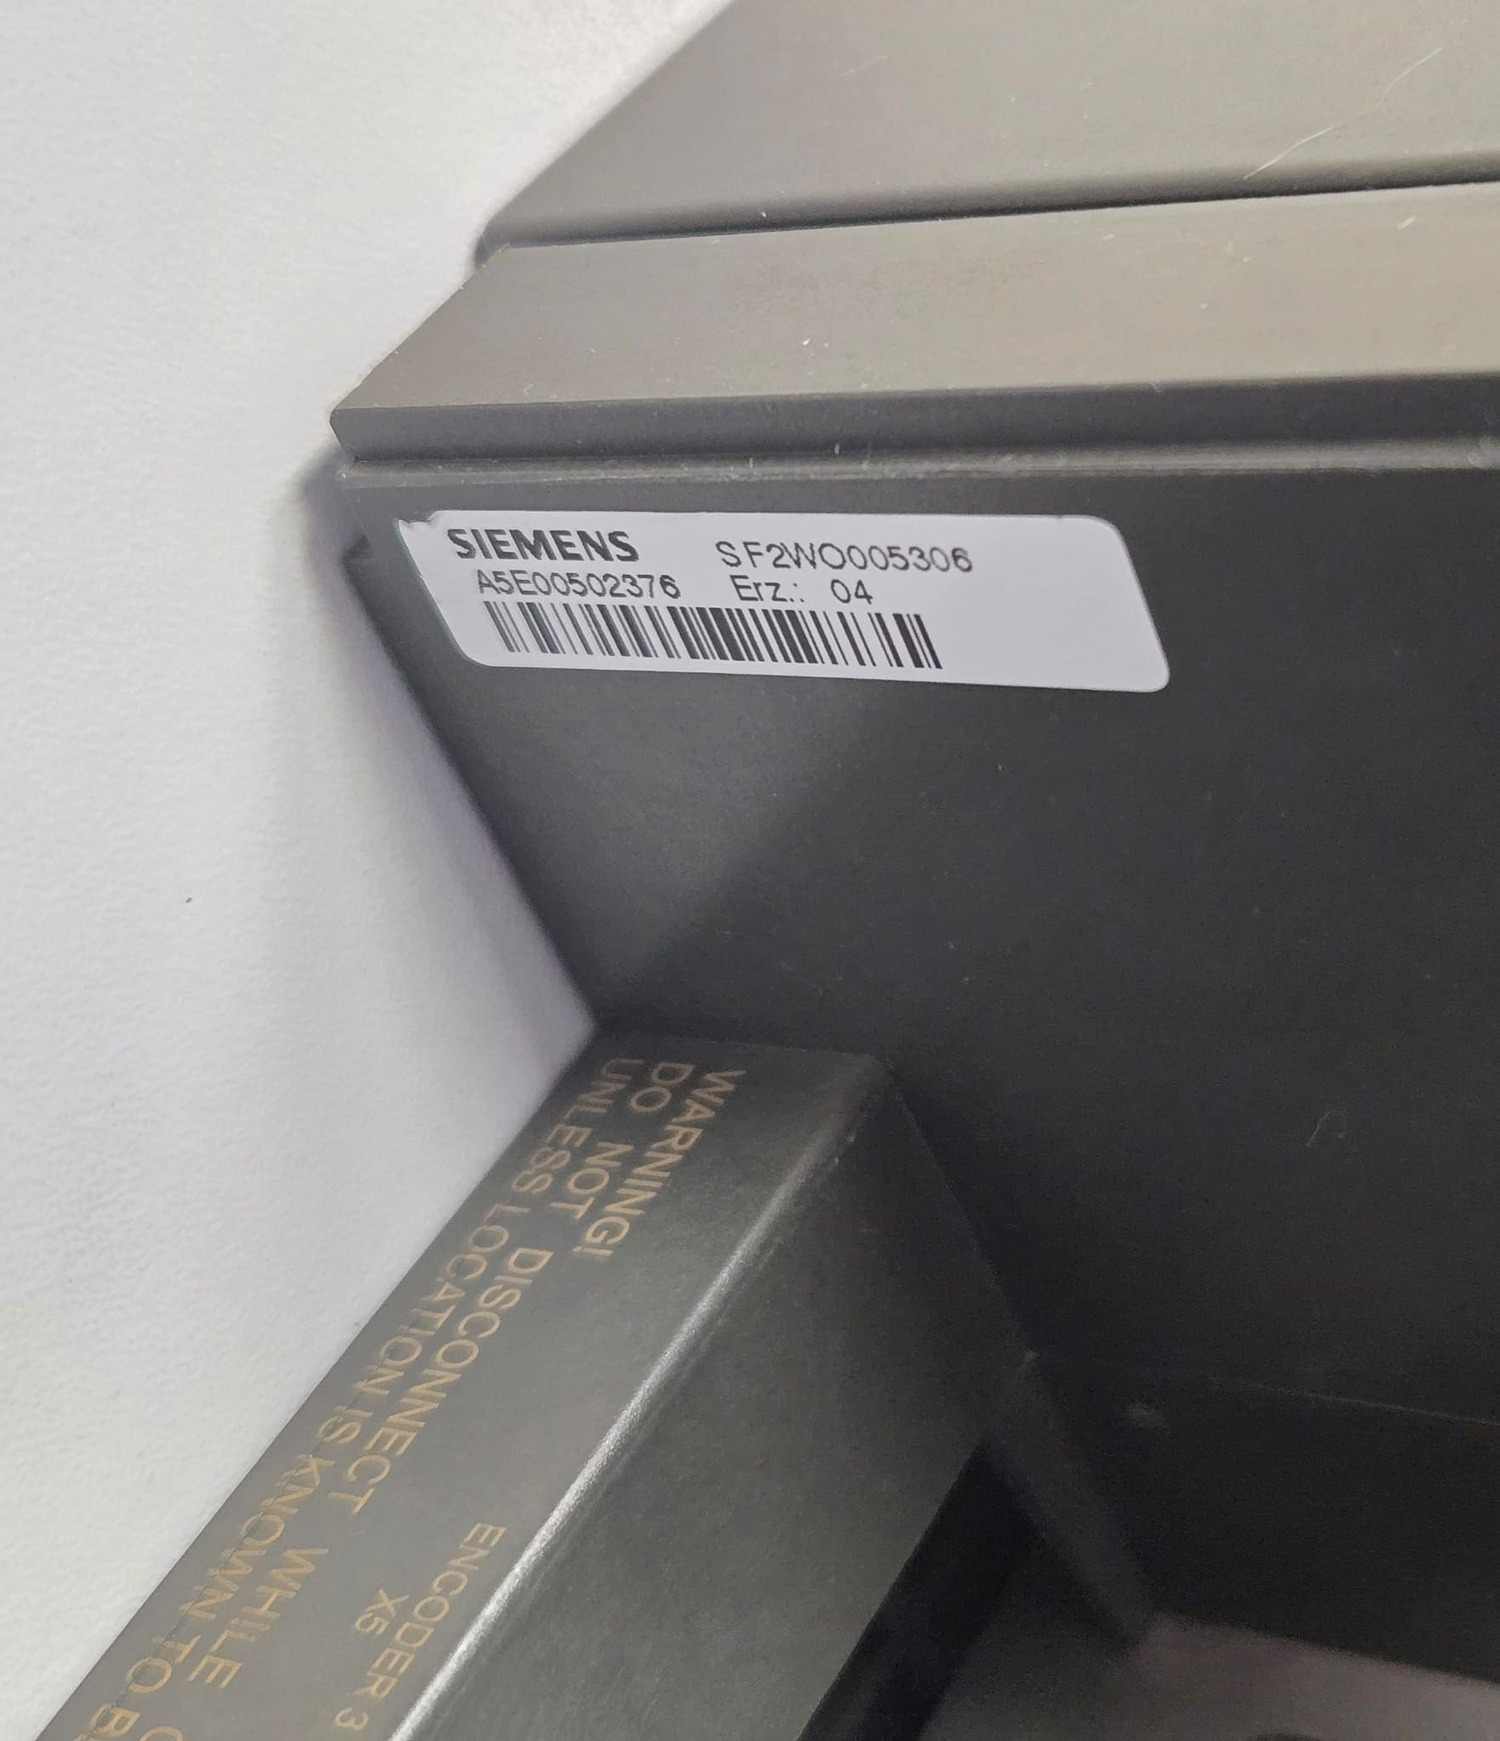 SIEMENS SF2WO005306
A5E00502376 Erz.: 04
WARNING!
DO NOT DISCONNECT WHILE
UNLESS LOCATION IS KNOWN TO
ENCODER 3
X5